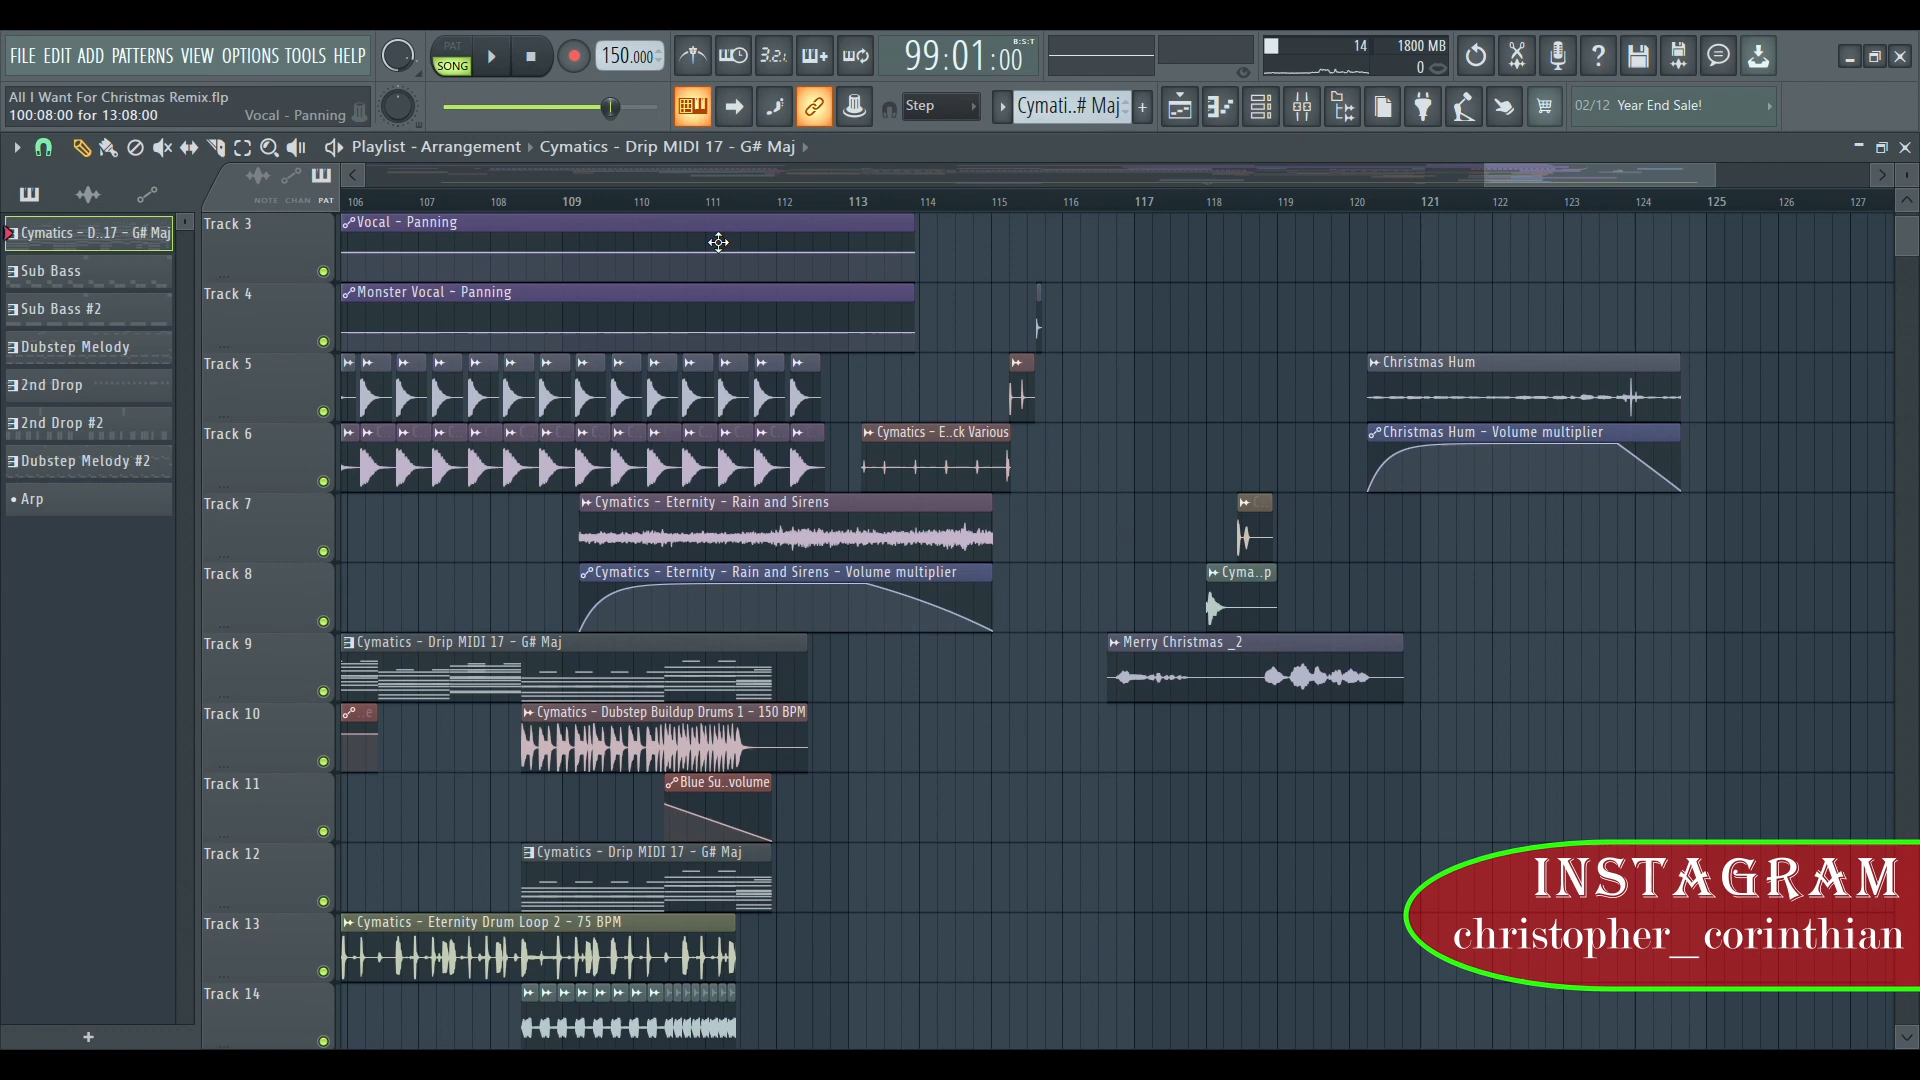 FILE EDIT ADD PATTERNS VIEW OPTIONS TOOLS HELP
PAT
SONG
150.000
3.2.1
99:01:00
B:S:T
14
1800 MB
0
All I Want For Christmas Remix.flp
100:08:00 for 13:08:00
Vocal - Panning
Step
Cymati..# Maj
02/12 Year End Sale!
Playlist - Arrangement
Cymatics - Drip MIDI 17 - G# Maj
NOTE CHAN PAT
106 107 108 109 110 111 112 113 114 115 116 117 118 119 120 121 122 123 124 125 126 127
Cymatics - D..17 - G# Maj
Sub Bass
Sub Bass #2
Dubstep Melody
2nd Drop
2nd Drop #2
Dubstep Melody #2
Arp
Track 3
Vocal - Panning
Track 4
Monster Vocal - Panning
Track 5
Christmas Hum
Track 6
Cymatics - E..ck Various
Christmas Hum - Volume multiplier
Track 7
Cymatics - Eternity - Rain and Sirens
Track 8
Cymatics - Eternity - Rain and Sirens - Volume multiplier
Cyma..p
Track 9
Cymatics - Drip MIDI 17 - G# Maj
Merry Christmas _2
Track 10
..e
Cymatics - Dubstep Buildup Drums 1 - 150 BPM
Track 11
Blue Su..volume
Track 12
Cymatics - Drip MIDI 17 - G# Maj
Track 13
Cymatics - Eternity Drum Loop 2 - 75 BPM
Track 14
INSTAGRAM
christopher_corinthian